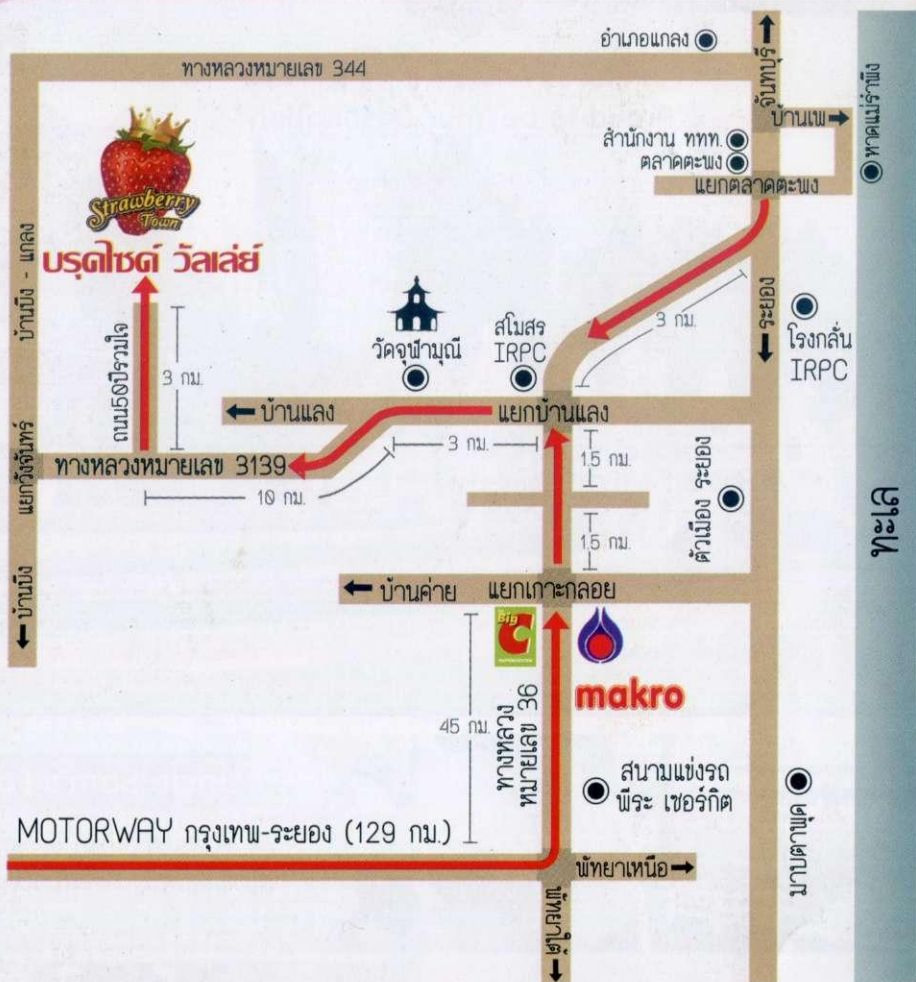 อำเภอแกลง
ทางหลวงหมายเลข 344
จันทบุรี
บ้านเพ
หาดแม่รำพึง
สำนักงาน ททท.
ตลาดตะพง
แยกตลาดตะพง
Strawberry
Town
บรุคไซด์ วัลเล่ย์
บ้านบึง - แกลง
ถนน50ปีรวมใจ
3 กม.
วัดจุฬามุณี
สโมสร
IRPC
3 กม.
ระยอง
โรงกลั่น
IRPC
บ้านแลง
แยกบ้านแลง
3 กม.
1.5 กม.
แยกวังจันทร์
ทางหลวงหมายเลข 3139
10 กม.
ตัวเมือง ระยอง
ทะเล
1.5 กม.
บ้านบึง
บ้านค่าย
แยกเกาะกลอย
Big
C
makro
45 กม.
ทางหลวง
หมายเลข 36
สนามแข่งรถ
พีระ เซอร์กิต
มาบตาพุด
MOTORWAY กรุงเทพ-ระยอง (129 กม.)
พัทยาเหนือ
พัทยาใต้